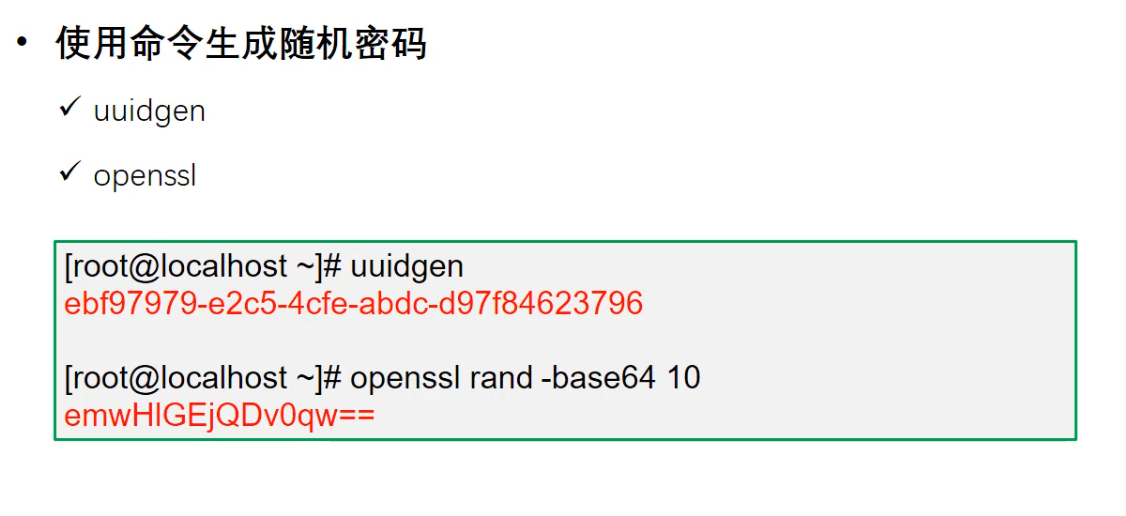 • 使用命令生成随机密码
✓ uuidgen
✓ openssl
[root@localhost ~]# uuidgen
ebf97979-e2c5-4cfe-abdc-d97f84623796
[root@localhost ~]# openssl rand -base64 10
emwHlGEjQDv0qw==